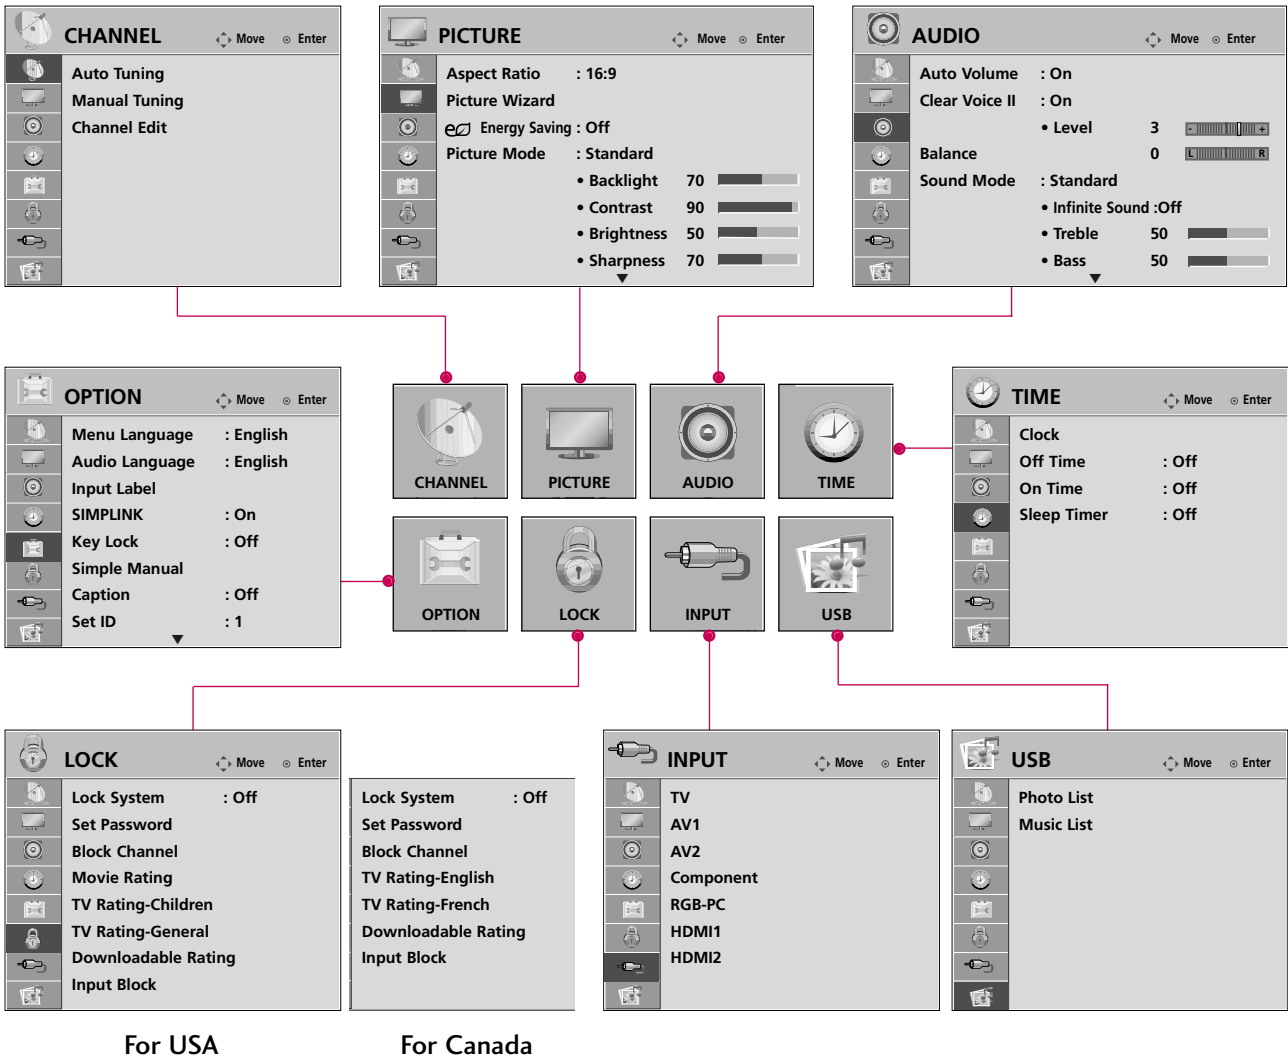 CHANNEL
Move Enter
Auto Tuning
Manual Tuning
Channel Edit
PICTURE
Move Enter
Aspect Ratio : 16:9
Picture Wizard
e Energy Saving : Off
Picture Mode : Standard
• Backlight 70
• Contrast 90
• Brightness 50
• Sharpness 70
AUDIO
Move Enter
Auto Volume : On
Clear Voice II : On
• Level 3 - +
Balance 0 L R
Sound Mode : Standard
• Infinite Sound :Off
• Treble 50
• Bass 50
OPTION
Move Enter
Menu Language : English
Audio Language : English
Input Label
SIMPLINK : On
Key Lock : Off
Simple Manual
Caption : Off
Set ID : 1
CHANNEL
PICTURE
AUDIO
TIME
OPTION
LOCK
INPUT
USB
TIME
Move Enter
Clock
Off Time : Off
On Time : Off
Sleep Timer : Off
LOCK
Move Enter
Lock System : Off
Set Password
Block Channel
Movie Rating
TV Rating-Children
TV Rating-General
Downloadable Rating
Input Block
For USA
Lock System : Off
Set Password
Block Channel
TV Rating-English
TV Rating-French
Downloadable Rating
Input Block
For Canada
INPUT
Move Enter
TV
AV1
AV2
Component
RGB-PC
HDMI1
HDMI2
USB
Move Enter
Photo List
Music List